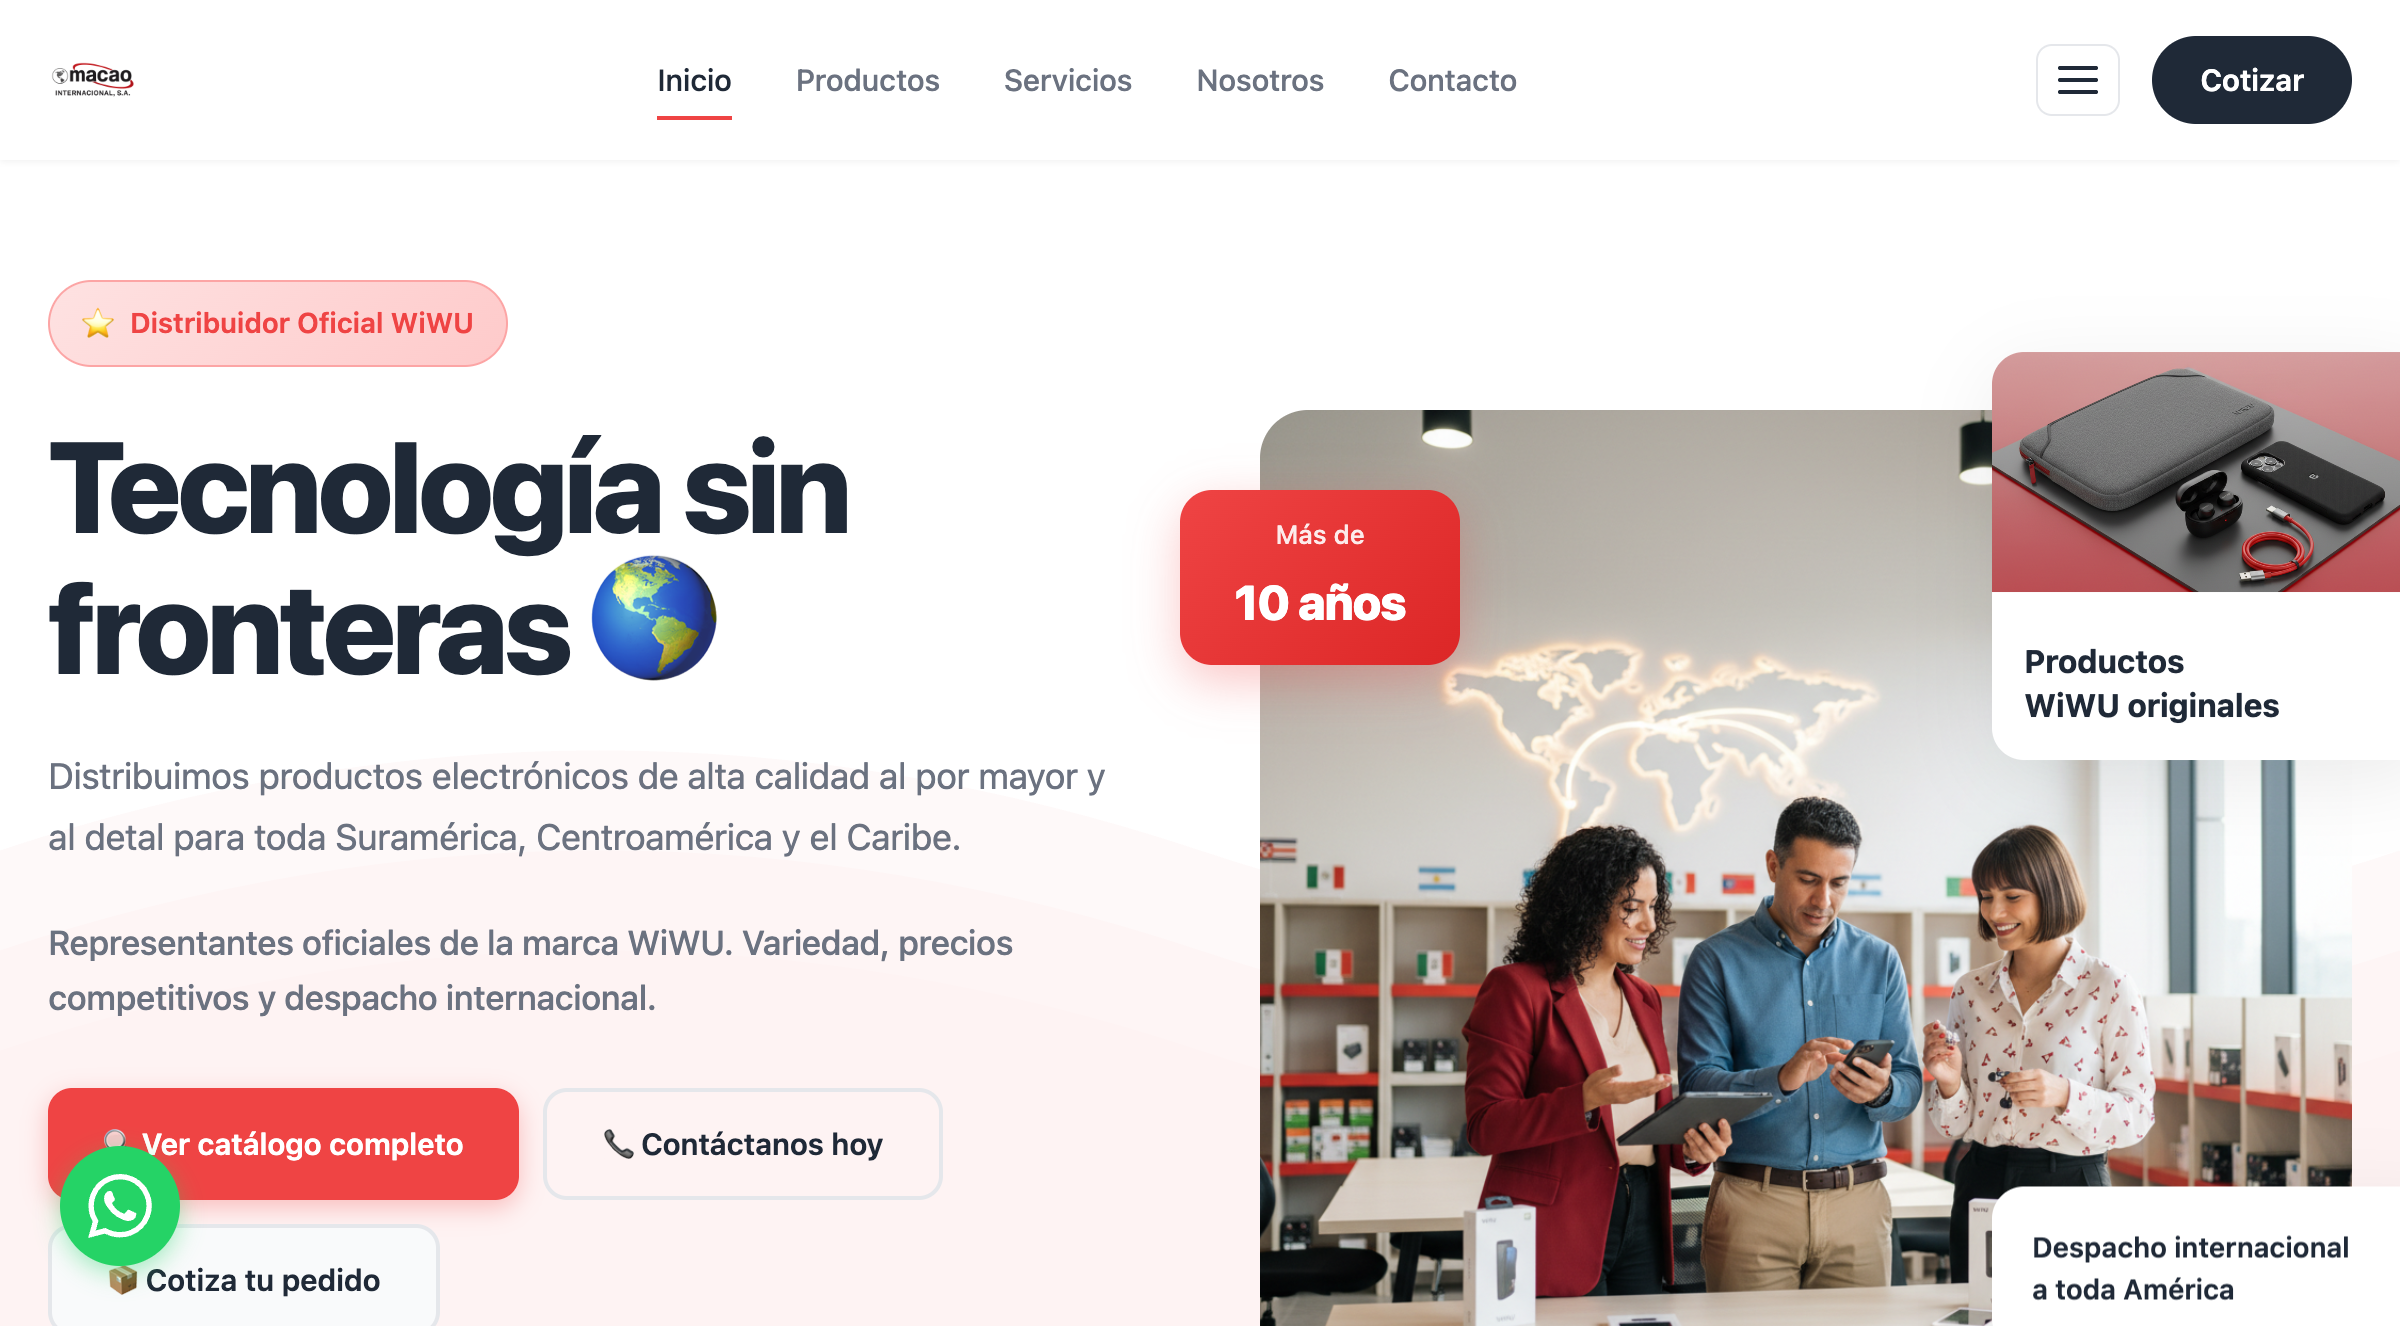 macao
INTERNACIONAL, S.A.
Inicio
Productos
Servicios
Nosotros
Contacto
Cotizar
Distribuidor Oficial WiWU
Tecnología sin
fronteras
Distribuimos productos electrónicos de alta calidad al por mayor y
al detal para toda Suramérica, Centroamérica y el Caribe.
Representantes oficiales de la marca WiWU. Variedad, precios
competitivos y despacho internacional.
Ver catálogo completo
Contáctanos hoy
Cotiza tu pedido
Más de
10 años
Productos
WiWU originales
Despacho internacional
a toda América